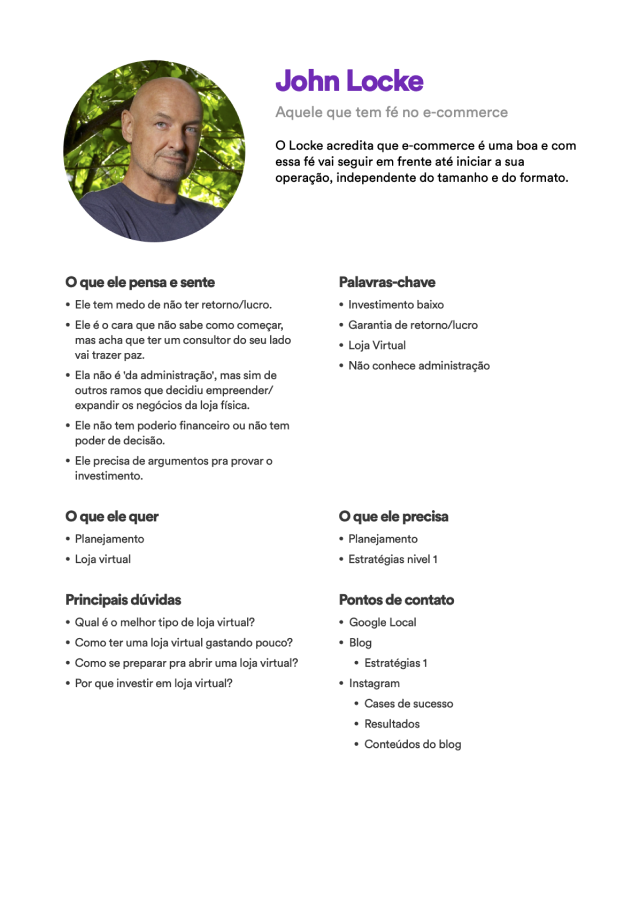 John Locke
Aquele que tem fé no e-commerce
O Locke acredita que e-commerce é uma boa e com
essa fé vai seguir em frente até iniciar a sua
operação, independente do tamanho e do formato.
O que ele pensa e sente
• Ele tem medo de não ter retorno/lucro.
• Ele é o cara que não sabe como começar,
mas acha que ter um consultor do seu lado
vai trazer paz.
• Ela não é 'da administração', mas sim de
outros ramos que decidiu empreender/
expandir os negócios da loja física.
• Ele não tem poderio financeiro ou não tem
poder de decisão.
• Ele precisa de argumentos pra provar o
investimento.
Palavras-chave
• Investimento baixo
• Garantia de retorno/lucro
• Loja Virtual
• Não conhece administração
O que ele quer
• Planejamento
• Loja virtual
O que ele precisa
• Planejamento
• Estratégias nivel 1
Principais dúvidas
• Qual é o melhor tipo de loja virtual?
• Como ter uma loja virtual gastando pouco?
• Como se preparar pra abrir uma loja virtual?
• Por que investir em loja virtual?
Pontos de contato
• Google Local
• Blog
• Estratégias 1
• Instagram
• Cases de sucesso
• Resultados
• Conteúdos do blog